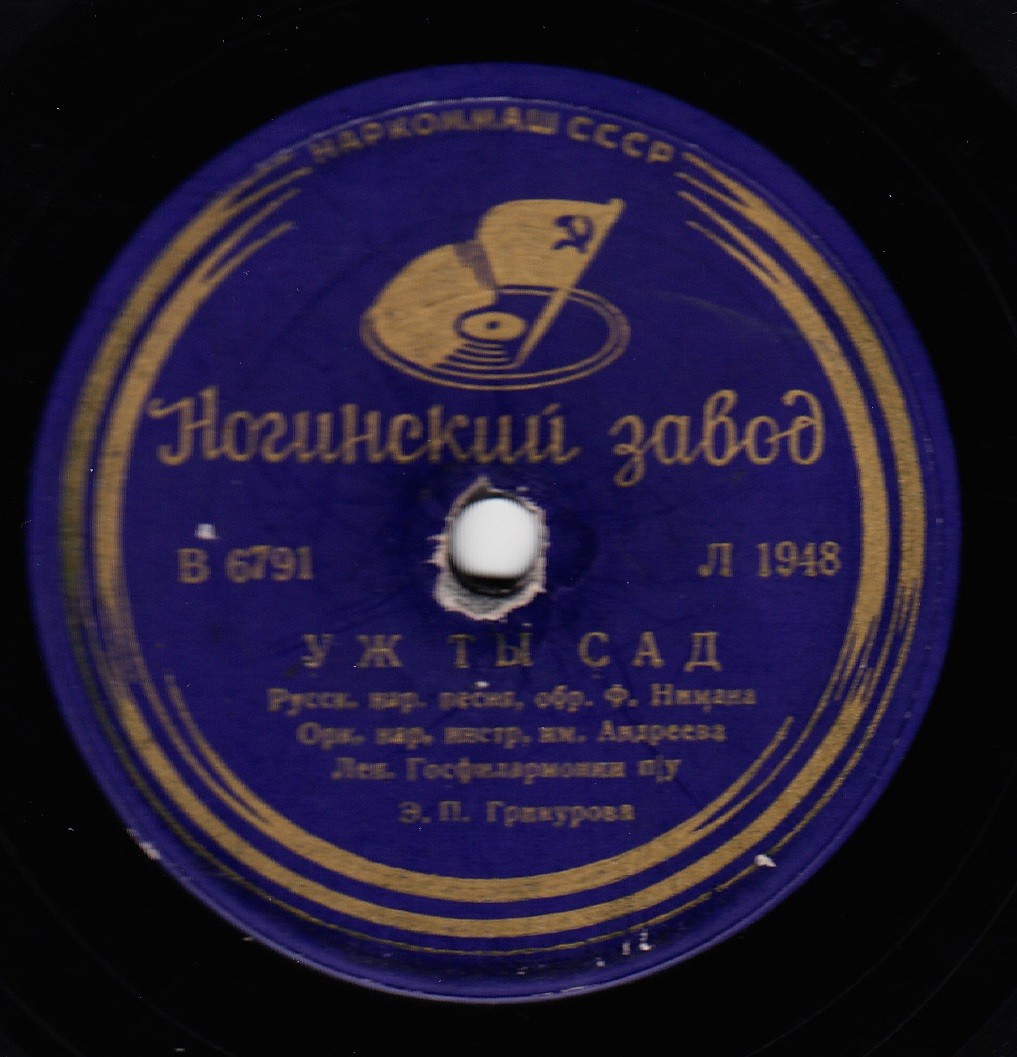 НАРКОММАШ СССР
Ногинский завод
В 6791 Л 1948
УЖ ТЫ САД
Русск. нар. песня, обр. Ф. Нимана
Орк. нар. инстр. им. Андреева
Лен. Госфилармонии п/у
Э. П. Грикурова